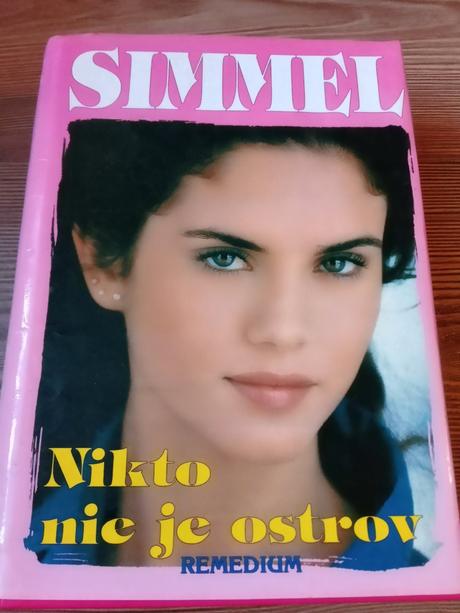 SIMMEL
Nikto
nie je ostrov
REMEDIUM